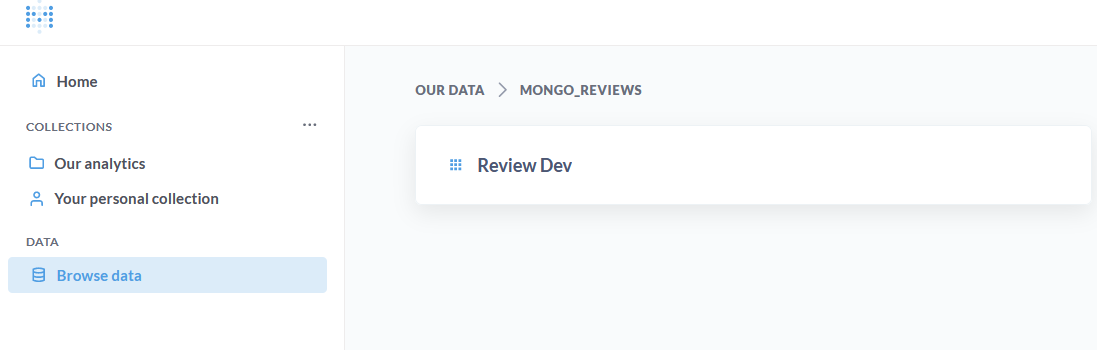 Home
OUR DATA > MONGO_REVIEWS
COLLECTIONS
...
Review Dev
Our analytics
Your personal collection
DATA
Browse data